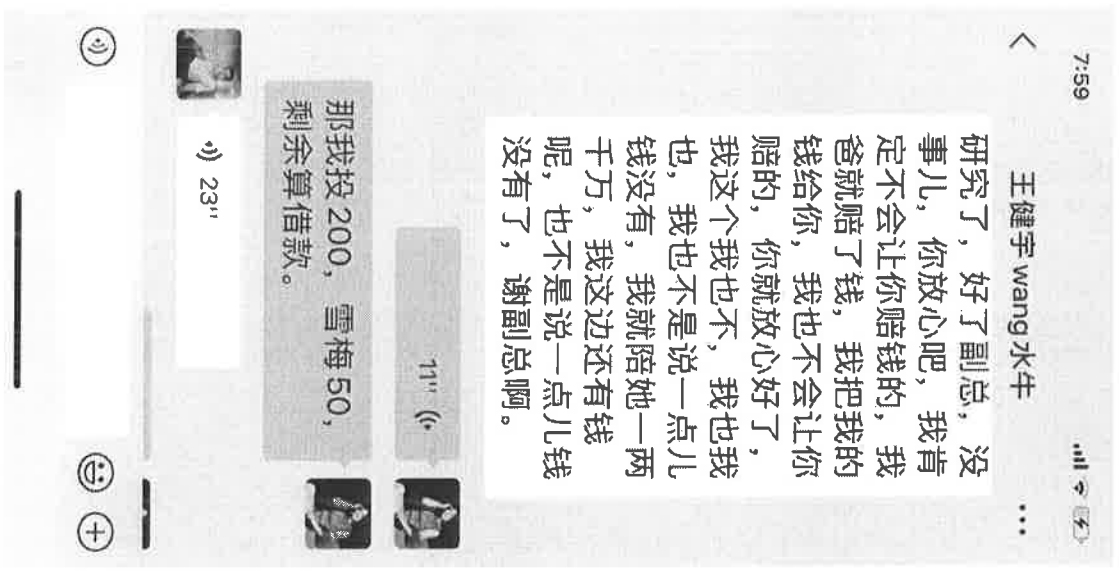 7:59
王健宇wang水牛
研究了，好了副总，没
事儿，你放心吧，我肯
定不会让你赔钱的，我
爸就赔了钱，我把我的
钱给你，我也不会让你
赔的，你就放心好了，
我这个我也不，我也我
也，我也不是说一点儿
钱没有，我就陪她一两
千万，我这边还有钱
呢，也不是说一点儿钱
没有了，谢副总啊。
11"
那我投200，雪梅50，
剩余算借款。
23"